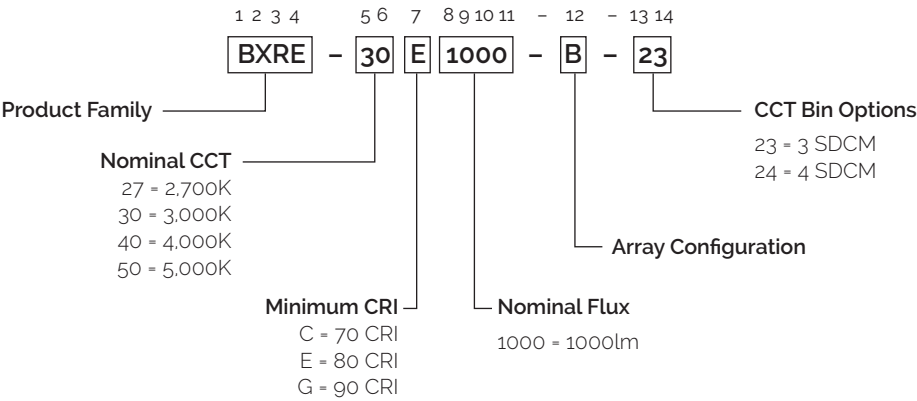 1 2 3 4 5 6 7 8 9 10 11 – 12 – 13 14
BXRE – 30 E 1000 – B – 23
Product Family
CCT Bin Options
23 = 3 SDCM
24 = 4 SDCM
Nominal CCT
27 = 2,700K
30 = 3,000K
40 = 4,000K
50 = 5,000K
Array Configuration
Minimum CRI
C = 70 CRI
E = 80 CRI
G = 90 CRI
Nominal Flux
1000 = 1000lm